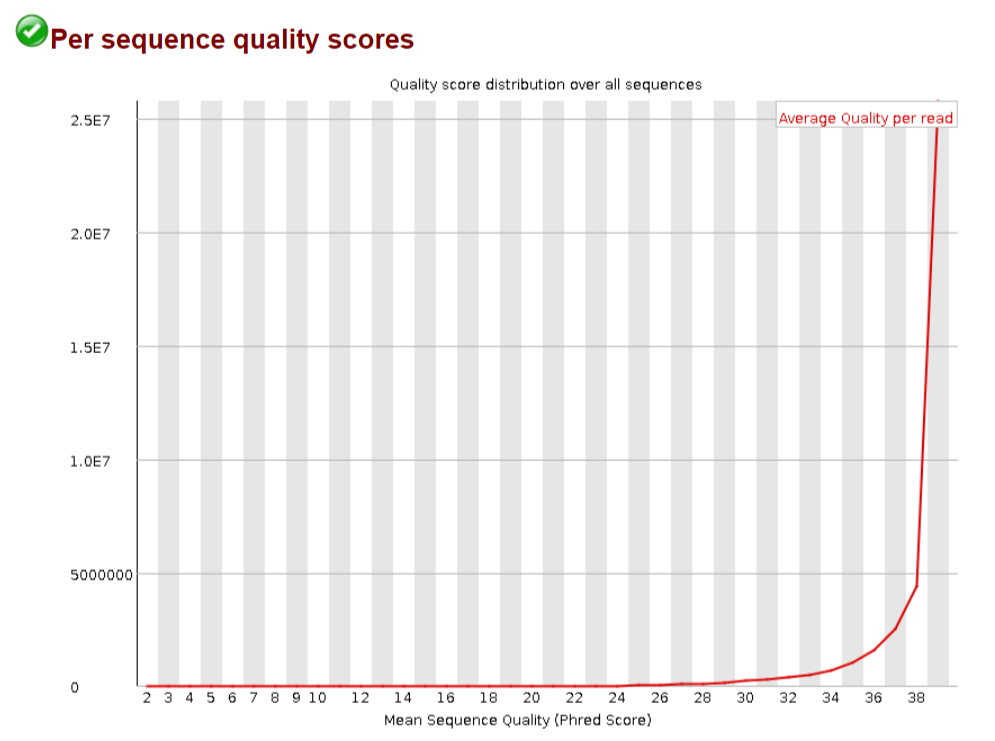 Per sequence quality scores
Quality score distribution over all sequences
Average Quality per read
2.5E7
2.0E7
1.5E7
1.0E7
5000000
0
2 3 4 5 6 7 8 9 10 12 14 16 18 20 22 24 26 28 30 32 34 36 38
Mean Sequence Quality (Phred Score)